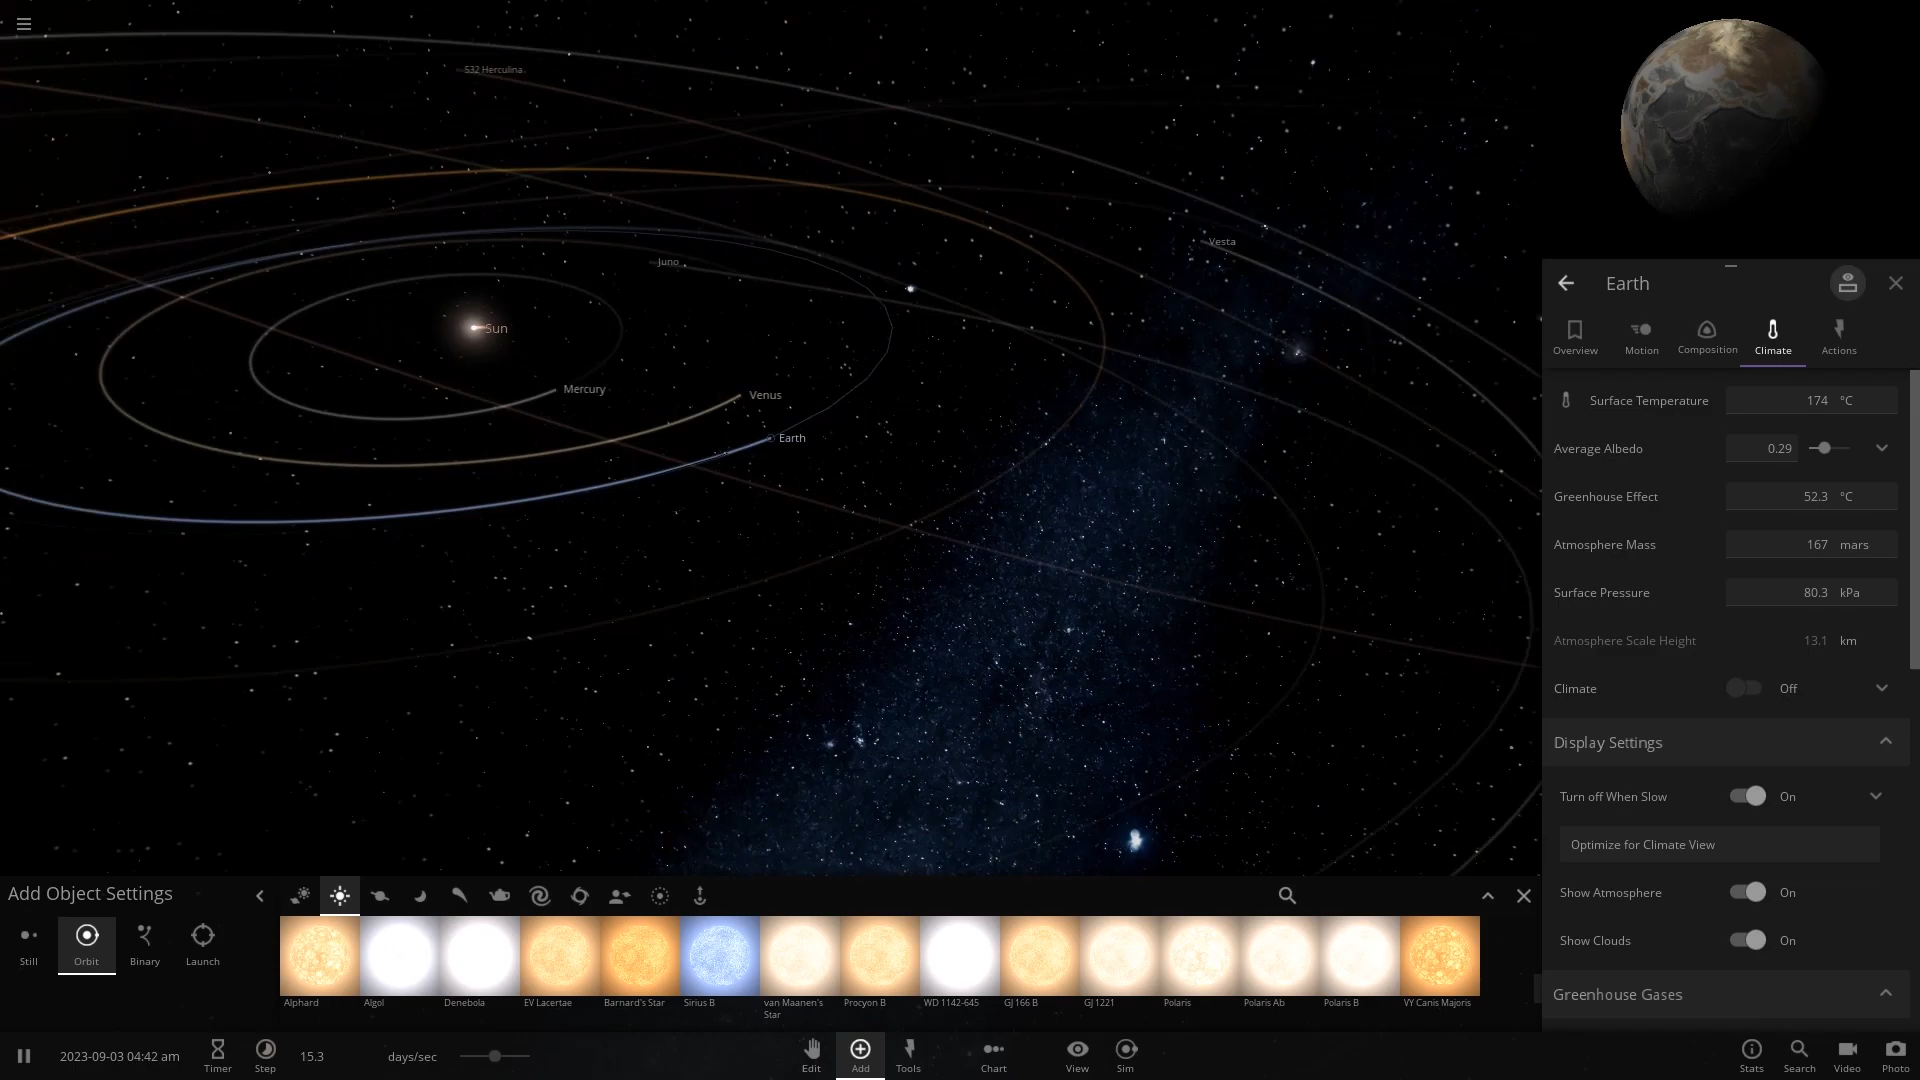 532 Herculina
Vesta
Juno
Sun
Mercury
Venus
Earth
Earth
Overview
Motion
Composition
Climate
Actions
Surface Temperature 174 °C
Average Albedo 0.29
Greenhouse Effect 52.3 °C
Atmosphere Mass 167 mars
Surface Pressure 80.3 kPa
Atmosphere Scale Height 13.1 km
Climate Off
Display Settings
Turn off When Slow On
Optimize for Climate View
Show Atmosphere On
Show Clouds On
Greenhouse Gases
Add Object Settings
Still
Orbit
Binary
Launch
Alphard
Algol
Denebola
EV Lacertae
Barnard's Star
Sirius B
van Maanen's
Star
Procyon B
WD 1142-645
GJ 166 B
GJ 1221
Polaris
Polaris Ab
Polaris B
VY Canis Majoris
2023-09-03 04:42 am
Timer
Step
15.3 days/sec
Edit
Add
Tools
Chart
View
Sim
Stats
Search
Video
Photo